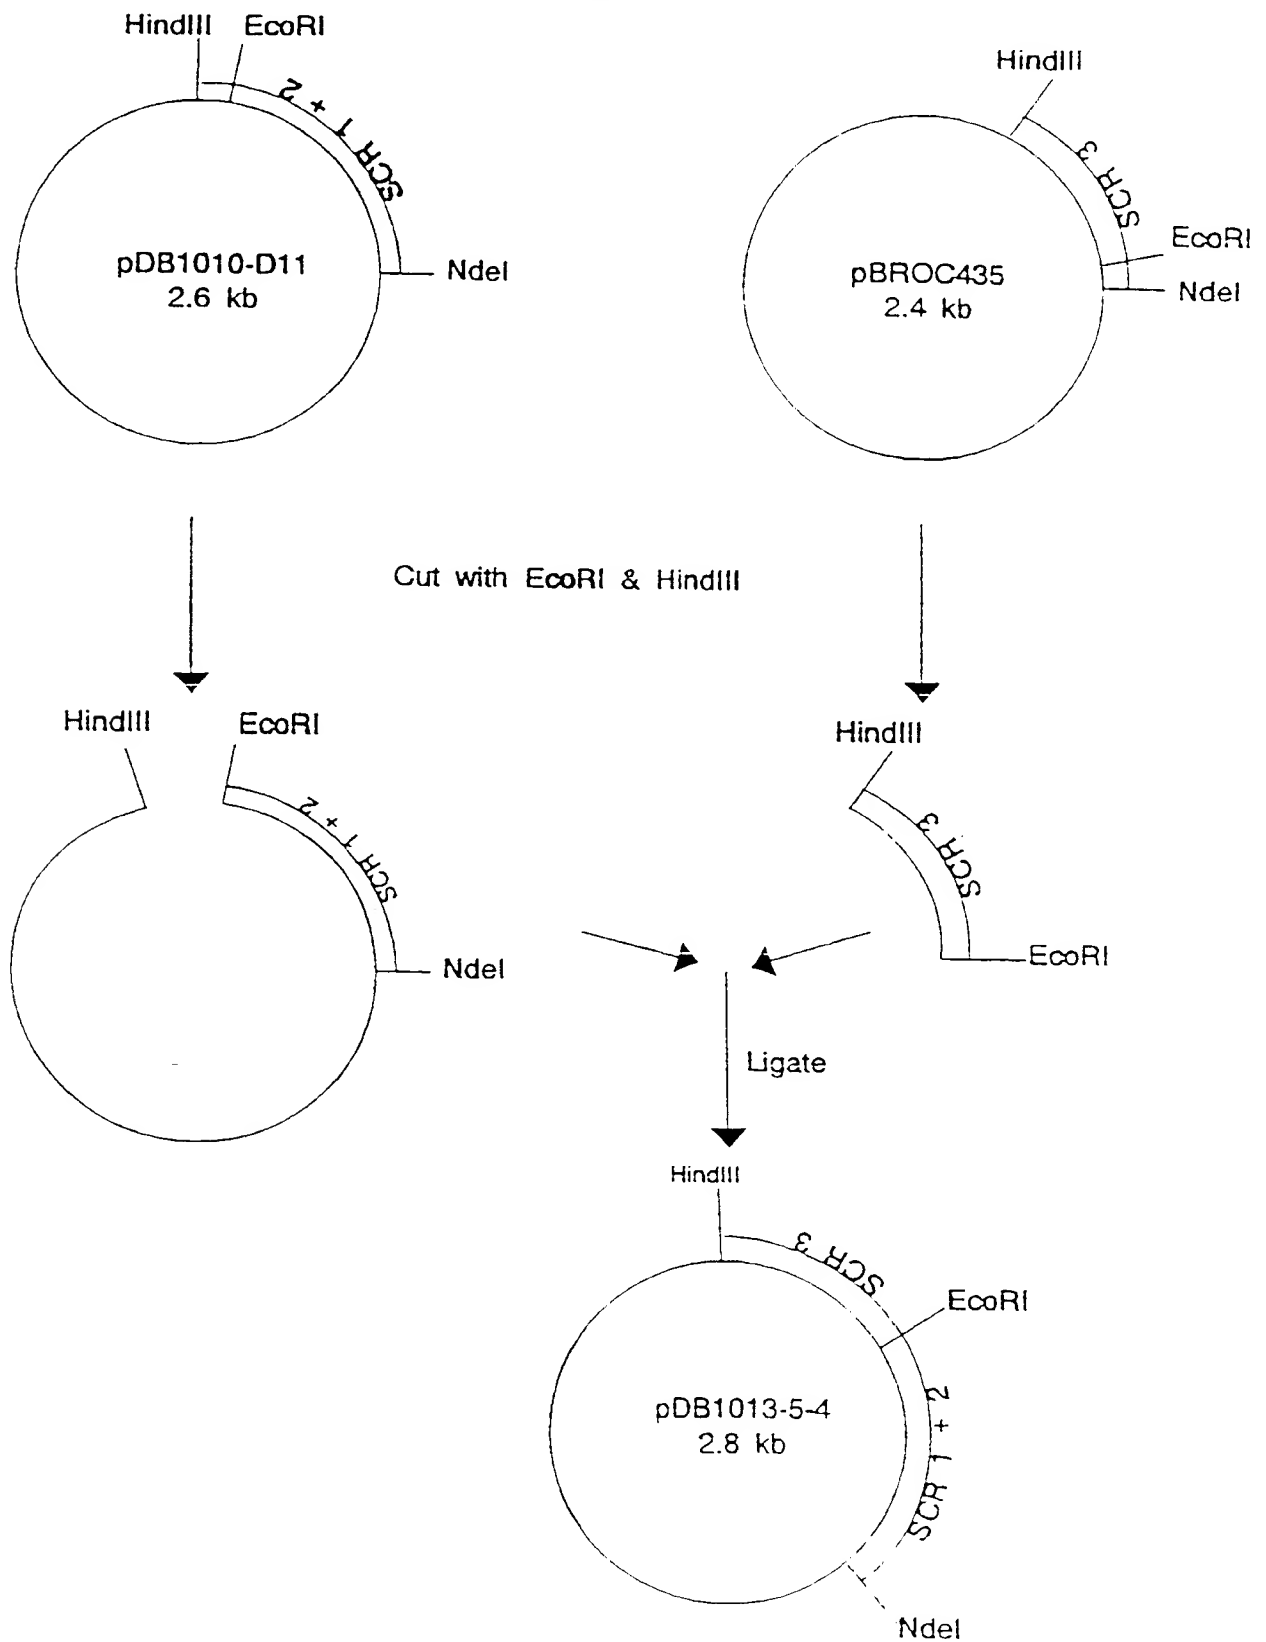 HindIII
EcoRI
SCR 1 + 2
pDB1010-D11
2.6 kb
NdeI
HindIII
SCR 3
EcoRI
pBROC435
2.4 kb
NdeI
Cut with EcoRI & HindIII
HindIII
EcoRI
SCR 1 + 2
NdeI
HindIII
SCR 3
EcoRI
Ligate
HindIII
SCR 3
EcoRI
pDB1013-5-4
2.8 kb
SCR 1 + 2
NdeI